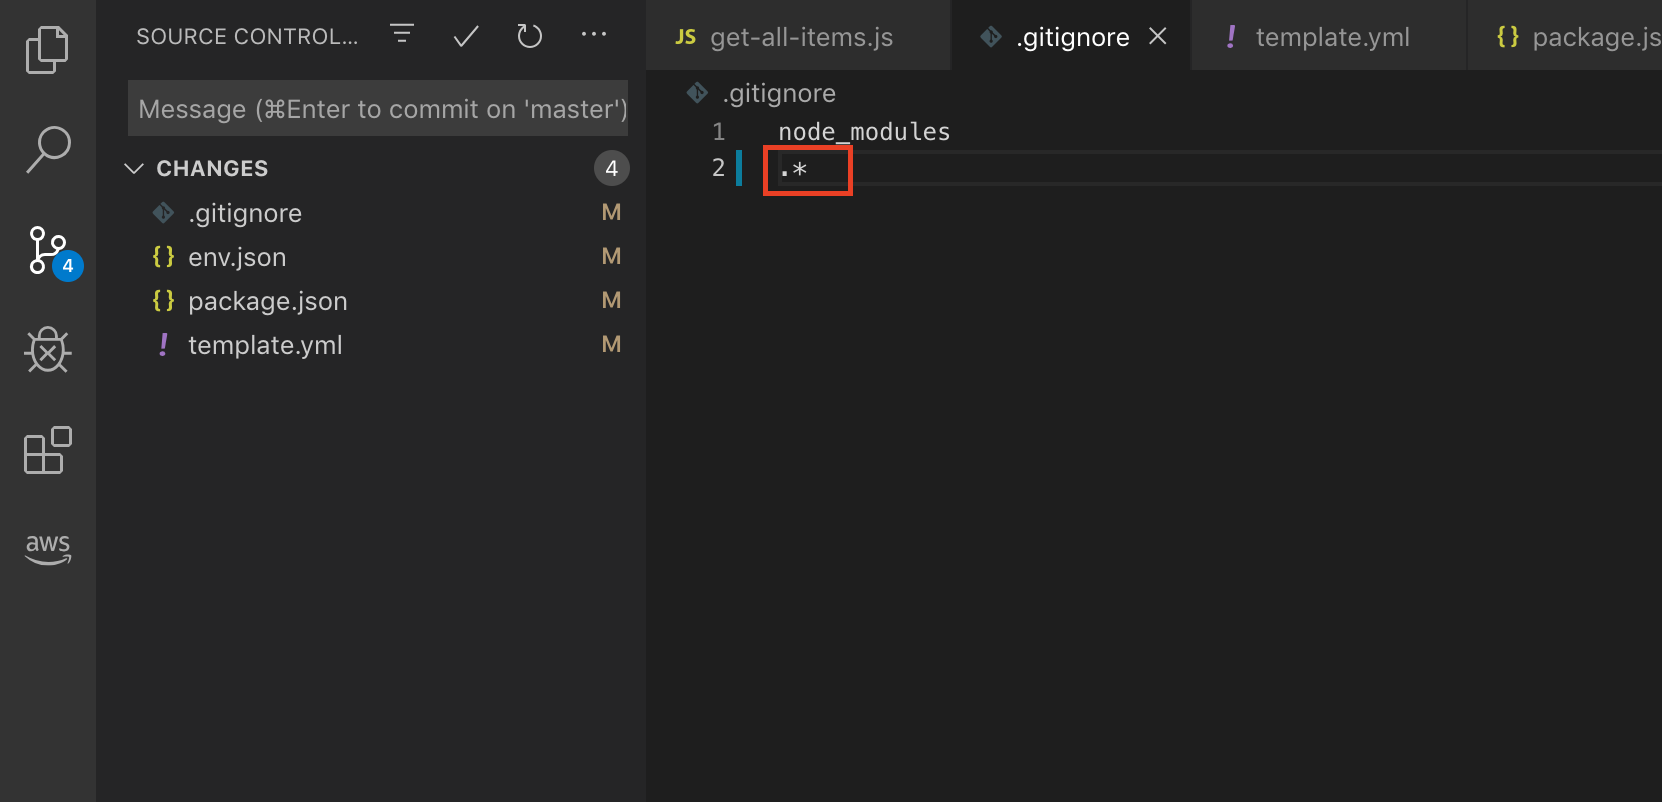 SOURCE CONTROL...
Message (⌘Enter to commit on 'master')
CHANGES 4
.gitignore M
{} env.json M
{} package.json M
! template.yml M
4
aws
JS get-all-items.js
.gitignore
! template.yml
{} package.js
.gitignore
1 node_modules
2 .*